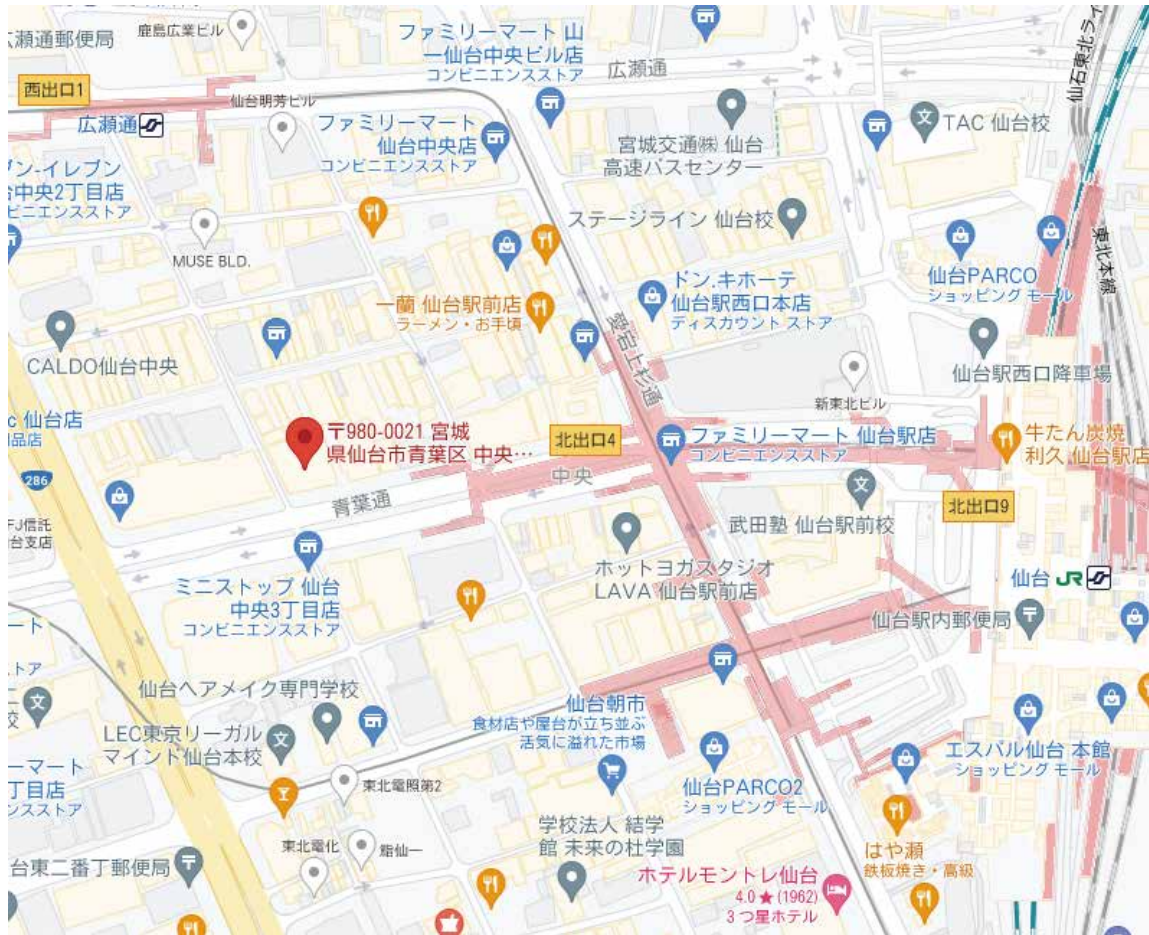 広瀬通郵便局
鹿島広業ビル
ファミリーマート 山
一仙台中央ビル店
コンビニエンスストア
広瀬通
仙石東北ライ
西出口1
仙台明芳ビル
広瀬通
ファミリーマート
仙台中央店
コンビニエンスストア
宮城交通㈱ 仙台
高速バスセンター
TAC 仙台校
ブン-イレブン
台中央2丁目店
ビニエンスストア
ステージライン 仙台校
MUSE BLD.
仙台PARCO
ショッピング モール
東北本線
ドン.キホーテ
仙台駅西口本店
ディスカウント ストア
一蘭 仙台駅前店
ラーメン・お手頃
愛宕上杉通
CALDO仙台中央
仙台駅西口降車場
新東北ビル
c 仙台店
品店
〒980-0021 宮城
県仙台市青葉区 中央…
北出口4
ファミリーマート 仙台駅店
コンビニエンスストア
牛たん炭焼
利久 仙台駅店
286
中央
青葉通
北出口9
武田塾 仙台駅前校
FJ信託
台支店
ホットヨガスタジオ
LAVA 仙台駅前店
仙台 JR
ミニストップ 仙台
中央3丁目店
コンビニエンスストア
仙台駅内郵便局
ート
トア
校
仙台ヘアメイク専門学校
仙台朝市
食材店や屋台が立ち並ぶ
活気に溢れた市場
LEC東京リーガル
マインド仙台本校
エスパル仙台 本館
ショッピング モール
ーマート
丁目店
ンスストア
東北電照第2
仙台PARCO2
ショッピング モール
学校法人 結学
館 未来の杜学園
東北電化
鮨仙一
はや瀬
鉄板焼き・高級
台東二番丁郵便局
ホテルモントレ仙台
4.0 ★ (1962)
3 つ星ホテル